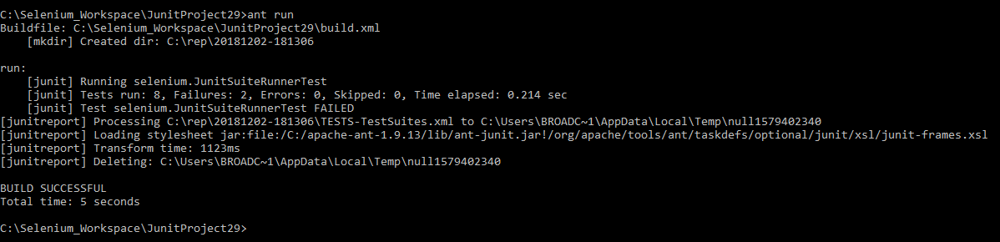 C:\Selenium_Workspace\JunitProject29>ant run
Buildfile: C:\Selenium_Workspace\JunitProject29\build.xml
    [mkdir] Created dir: C:\rep\20181202-181306

run:
    [junit] Running selenium.JunitSuiteRunnerTest
    [junit] Tests run: 8, Failures: 2, Errors: 0, Skipped: 0, Time elapsed: 0.214 sec
    [junit] Test selenium.JunitSuiteRunnerTest FAILED
[junitreport] Processing C:\rep\20181202-181306\TESTS-TestSuites.xml to C:\Users\BROADC~1\AppData\Local\Temp\null1579402340
[junitreport] Loading stylesheet jar:file:/C:/apache-ant-1.9.13/lib/ant-junit.jar!/org/apache/tools/ant/taskdefs/optional/junit/xsl/junit-frames.xsl
[junitreport] Transform time: 1123ms
[junitreport] Deleting: C:\Users\BROADC~1\AppData\Local\Temp\null1579402340

BUILD SUCCESSFUL
Total time: 5 seconds

C:\Selenium_Workspace\JunitProject29>